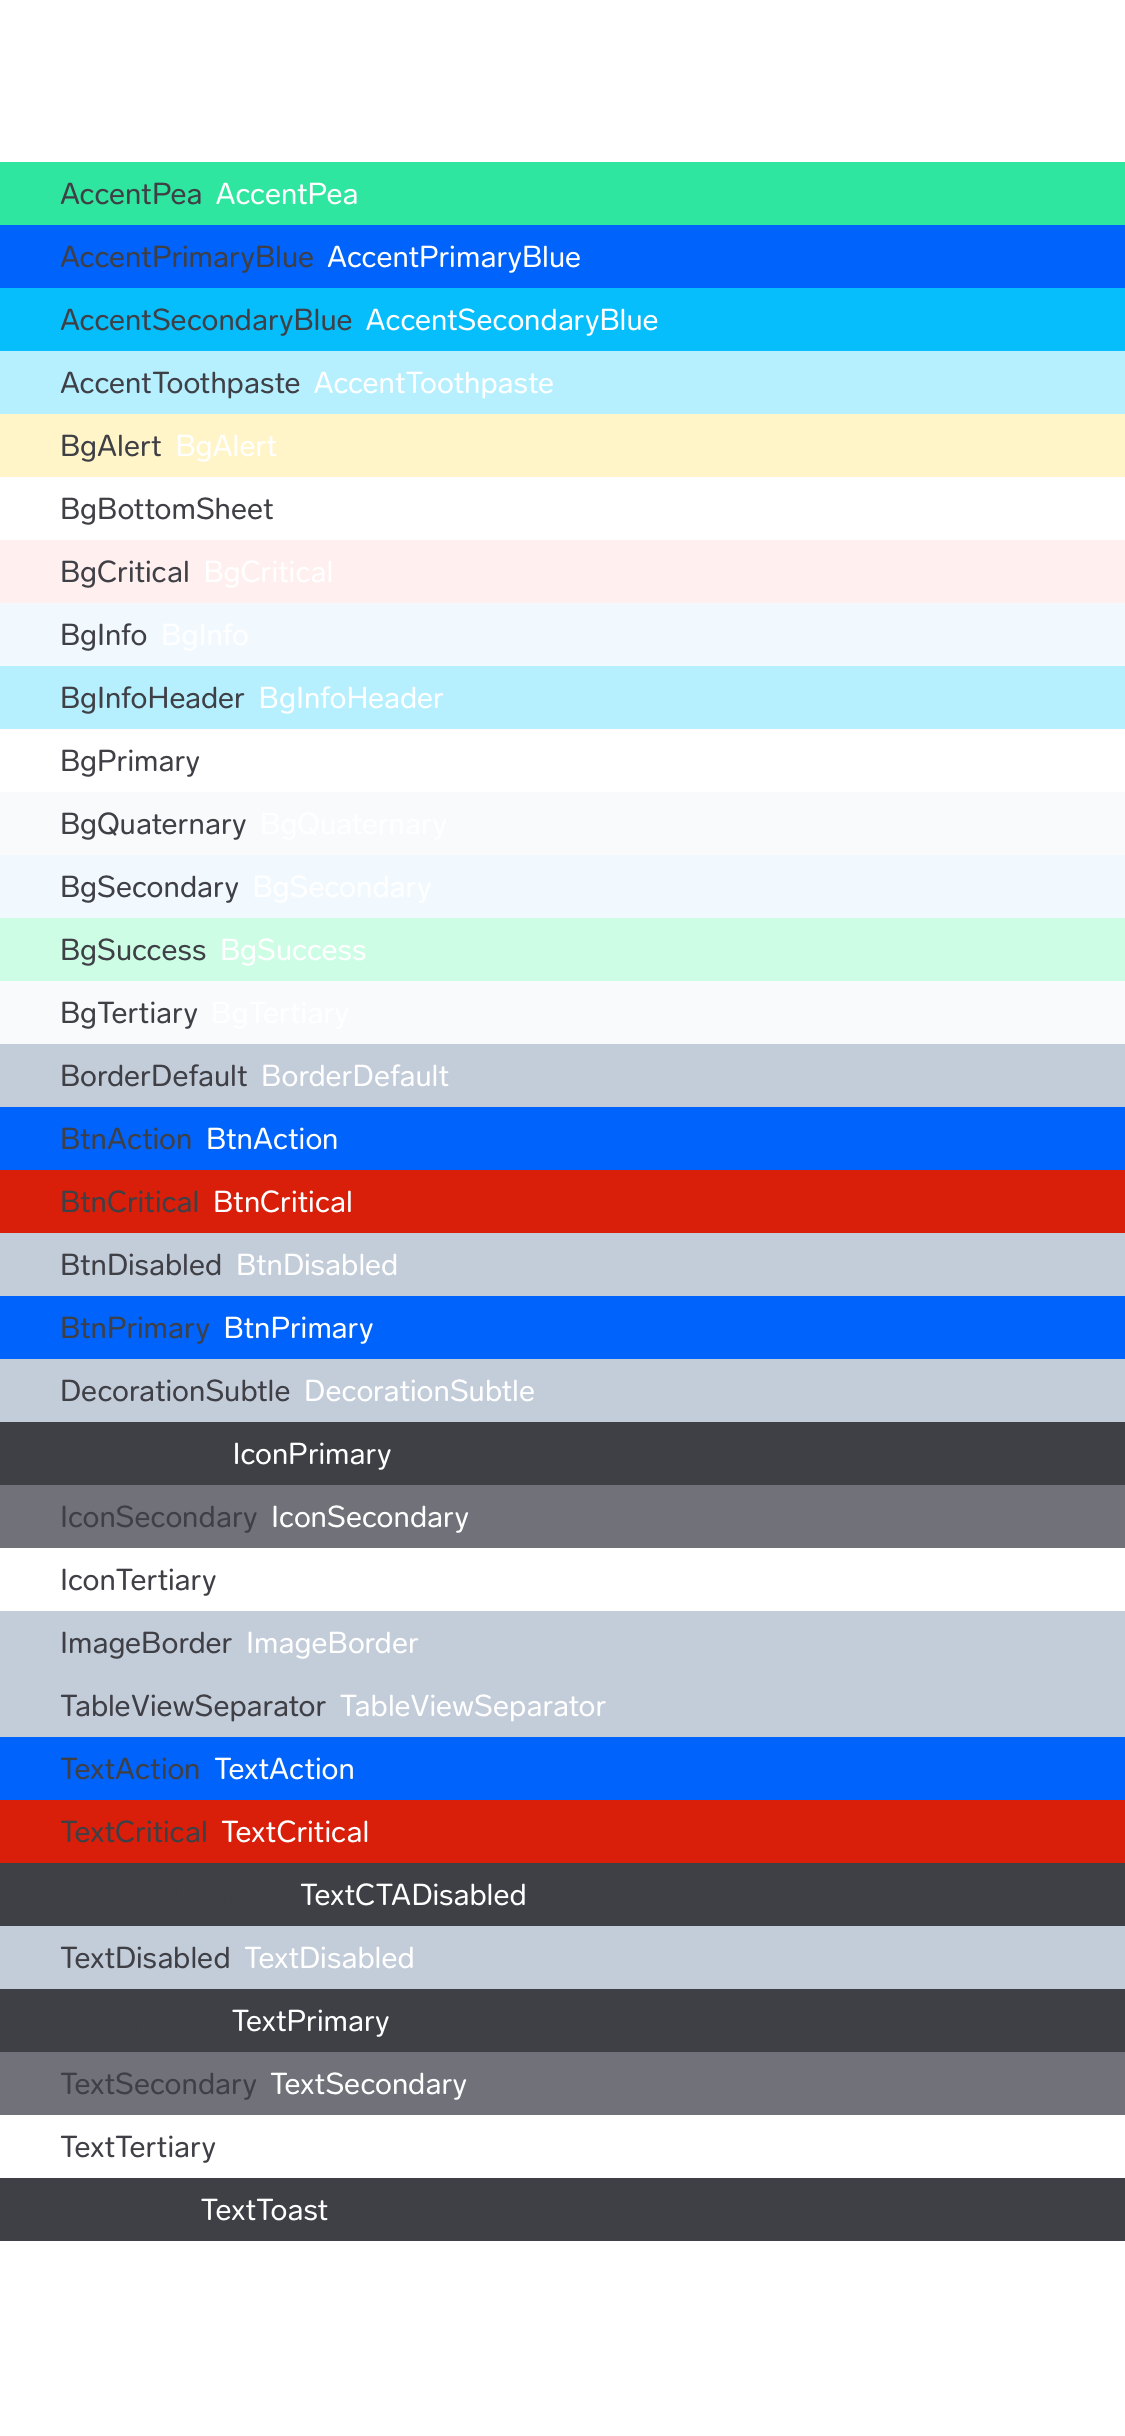 AccentPea AccentPea
AccentPrimaryBlue AccentPrimaryBlue
AccentSecondaryBlue AccentSecondaryBlue
AccentToothpaste AccentToothpaste
BgAlert BgAlert
BgBottomSheet
BgCritical BgCritical
BgInfo BgInfo
BgInfoHeader BgInfoHeader
BgPrimary
BgQuaternary BgQuaternary
BgSecondary BgSecondary
BgSuccess BgSuccess
BgTertiary BgTertiary
BorderDefault BorderDefault
BtnAction BtnAction
BtnCritical BtnCritical
BtnDisabled BtnDisabled
BtnPrimary BtnPrimary
DecorationSubtle DecorationSubtle
IconPrimary
IconSecondary IconSecondary
IconTertiary
ImageBorder ImageBorder
TableViewSeparator TableViewSeparator
TextAction TextAction
TextCritical TextCritical
TextCTADisabled
TextDisabled TextDisabled
TextPrimary
TextSecondary TextSecondary
TextTertiary
TextToast